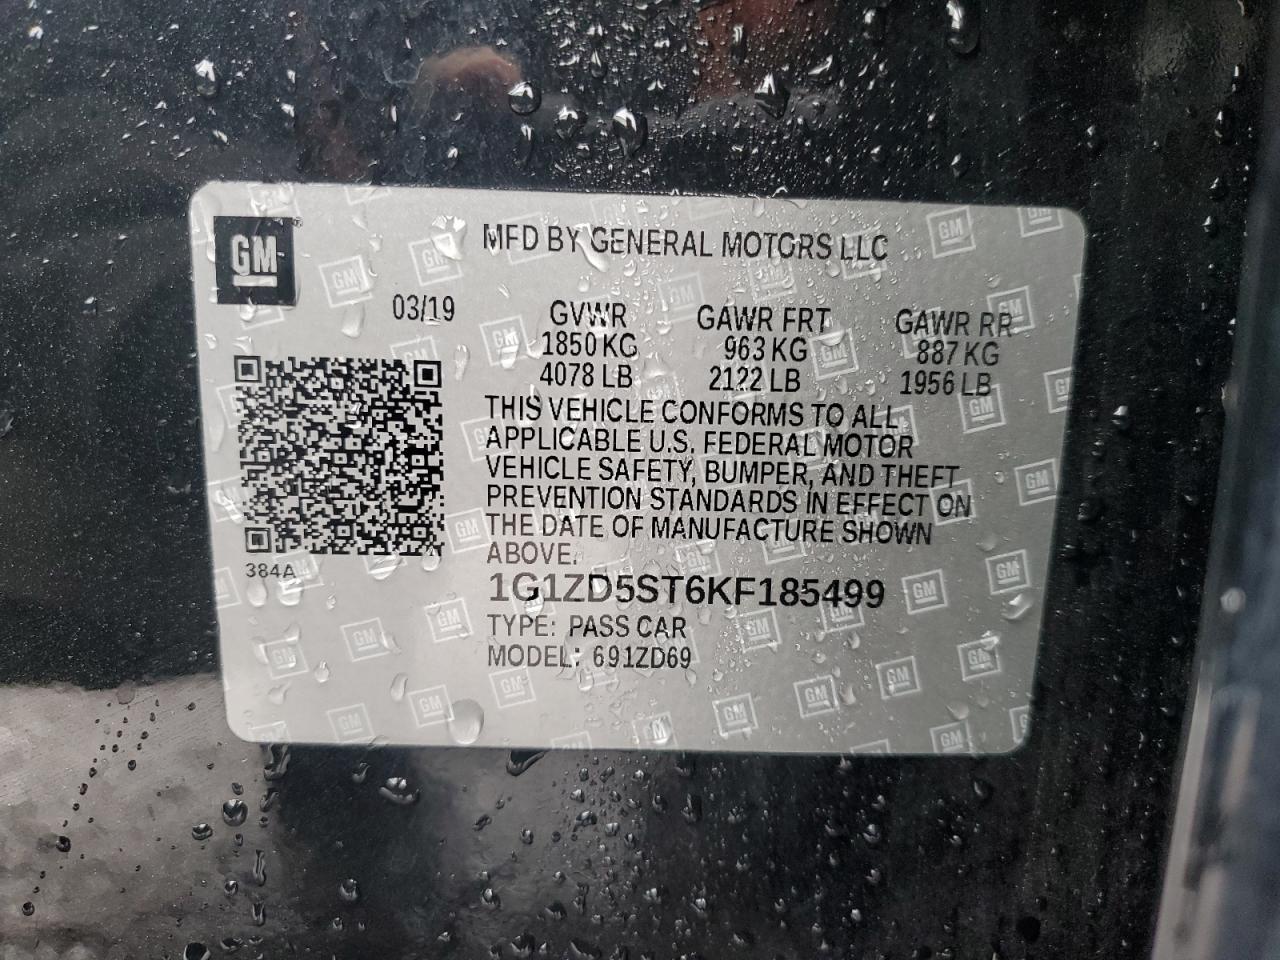 GM
MFD BY GENERAL MOTORS LLC
03/19
GVWR GAWR FRT GAWR RR
1850 KG 963 KG 887 KG
4078 LB 2122 LB 1956 LB
THIS VEHICLE CONFORMS TO ALL
APPLICABLE U.S. FEDERAL MOTOR
VEHICLE SAFETY, BUMPER, AND THEFT
PREVENTION STANDARDS IN EFFECT ON
THE DATE OF MANUFACTURE SHOWN
ABOVE.
384A
1G1ZD5ST6KF185499
TYPE: PASS CAR
MODEL: 691ZD69